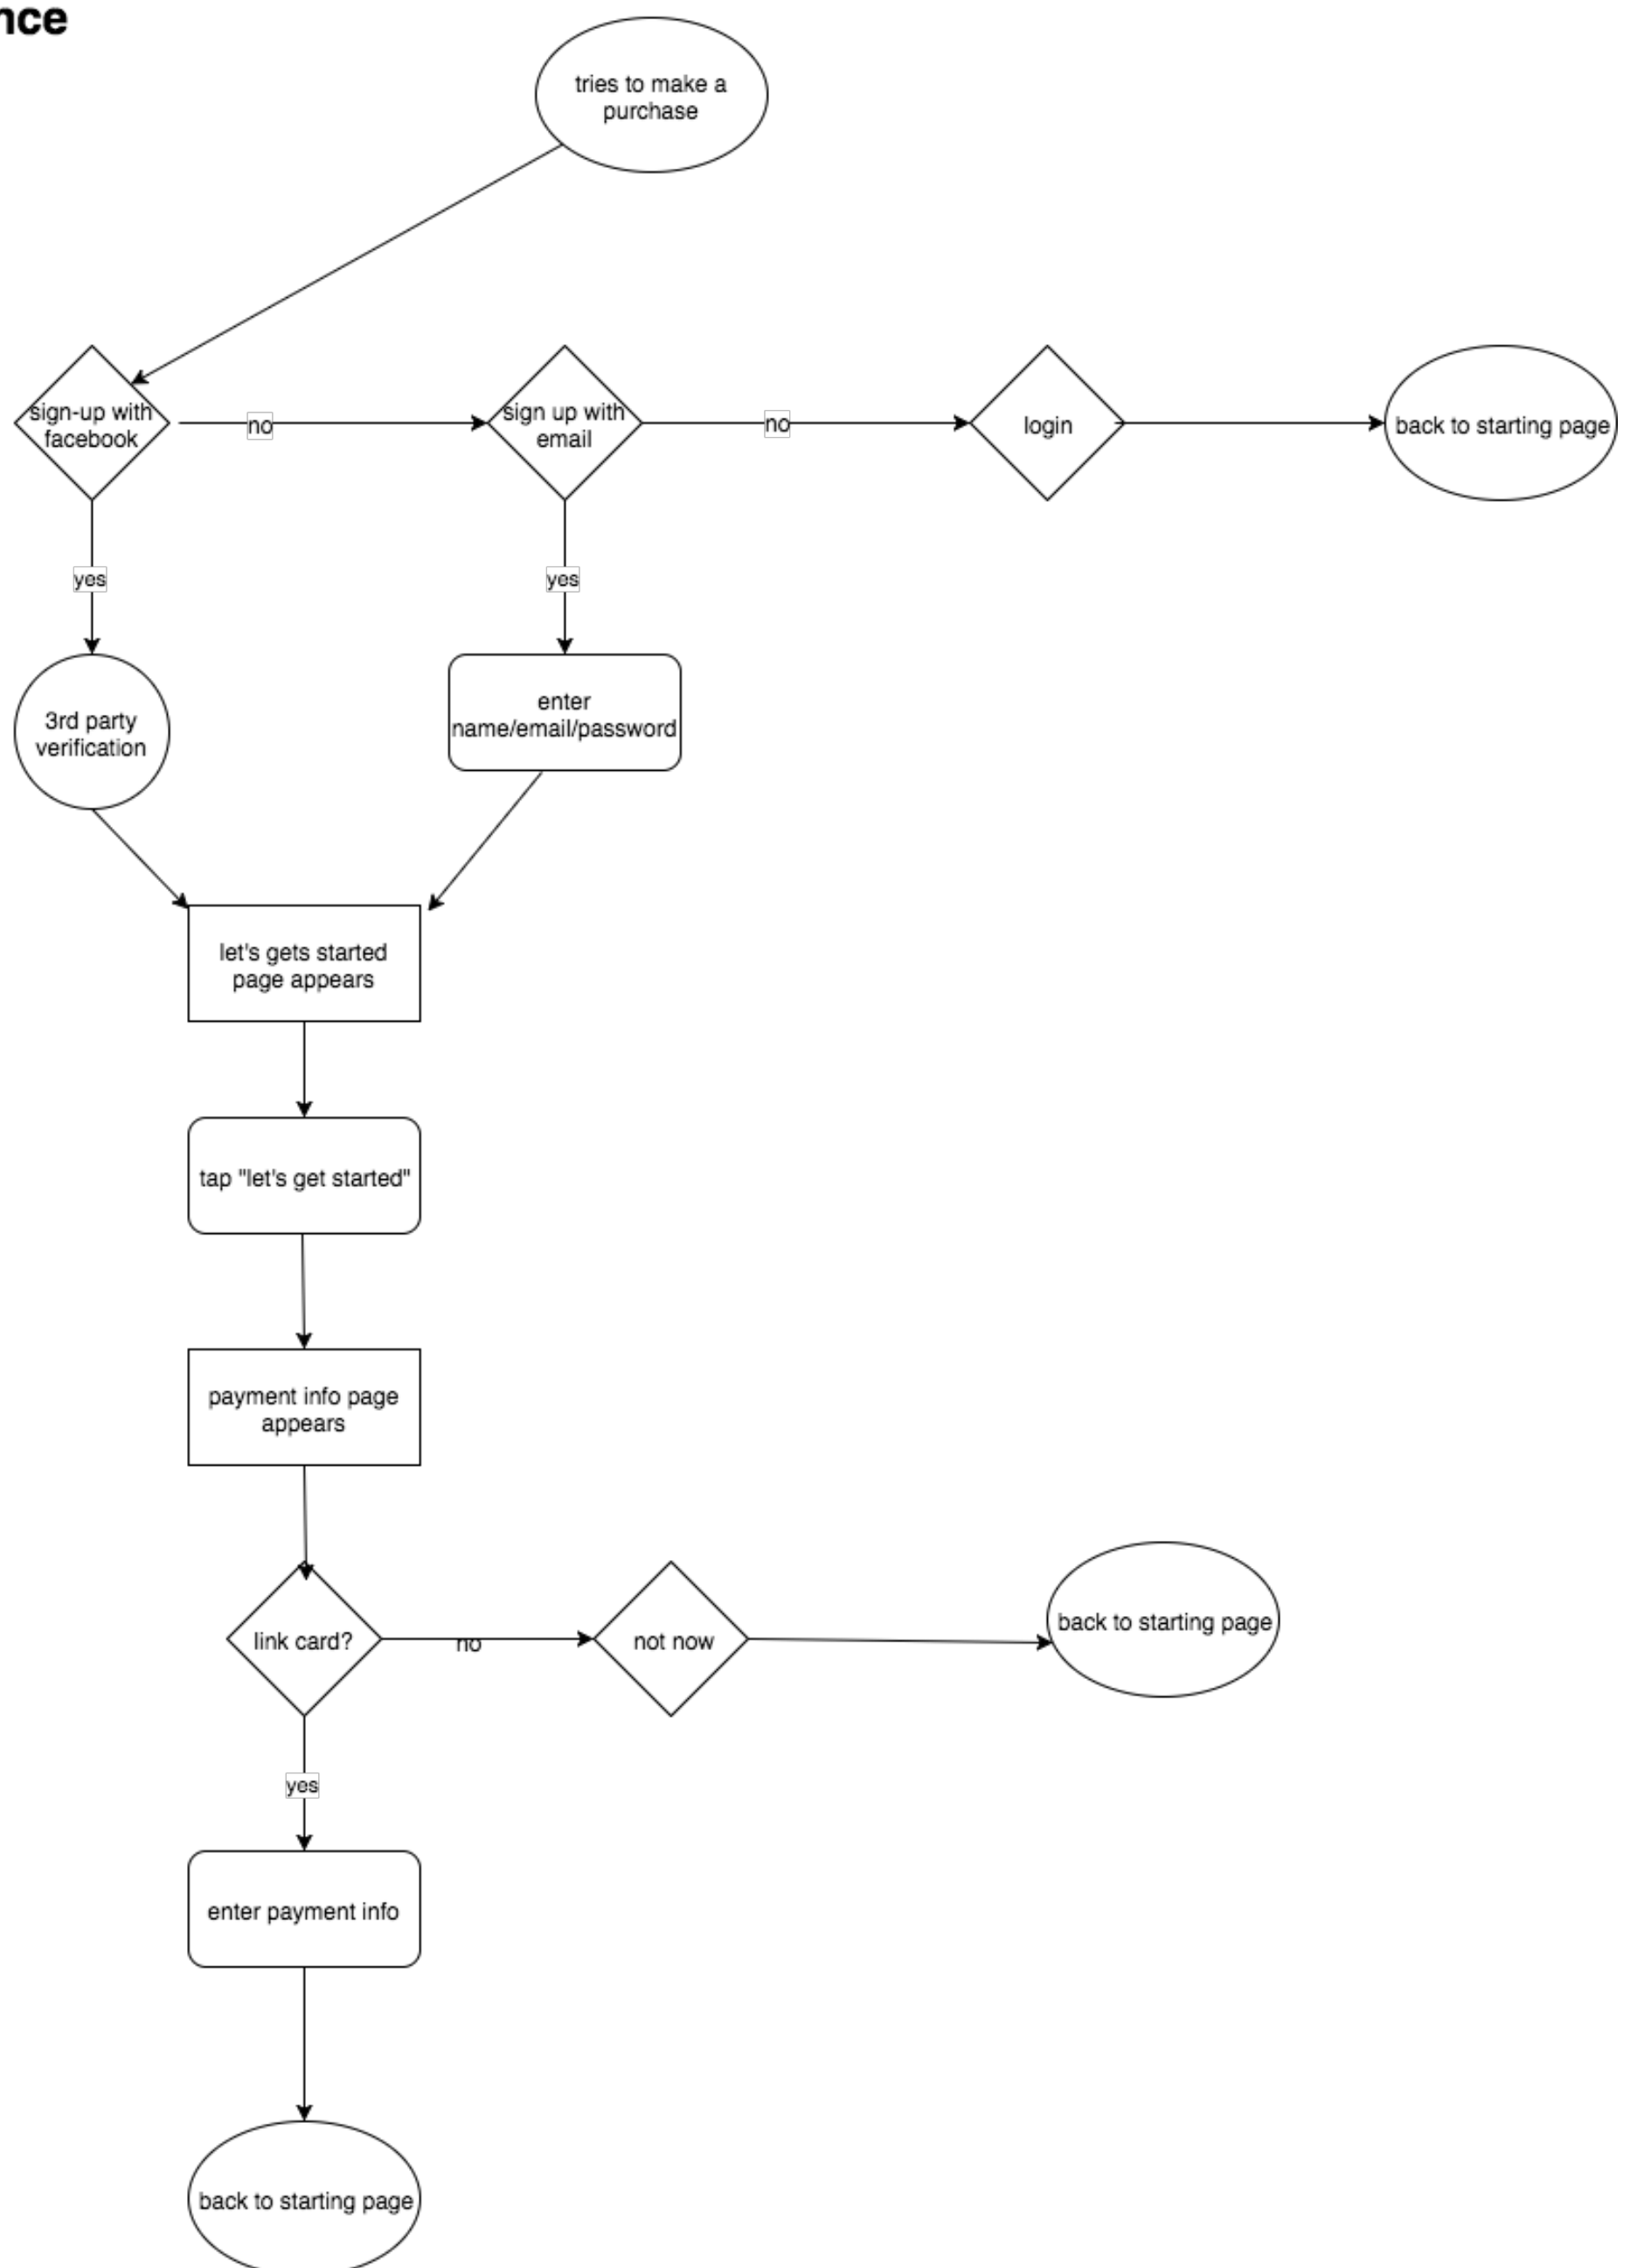 nce
tries to make a
purchase
sign-up with
facebook
no
sign up with
email
no
login
back to starting page
yes
yes
3rd party
verification
enter
name/email/password
let's gets started
page appears
tap "let's get started"
payment info page
appears
link card?
no
not now
back to starting page
yes
enter payment info
back to starting page